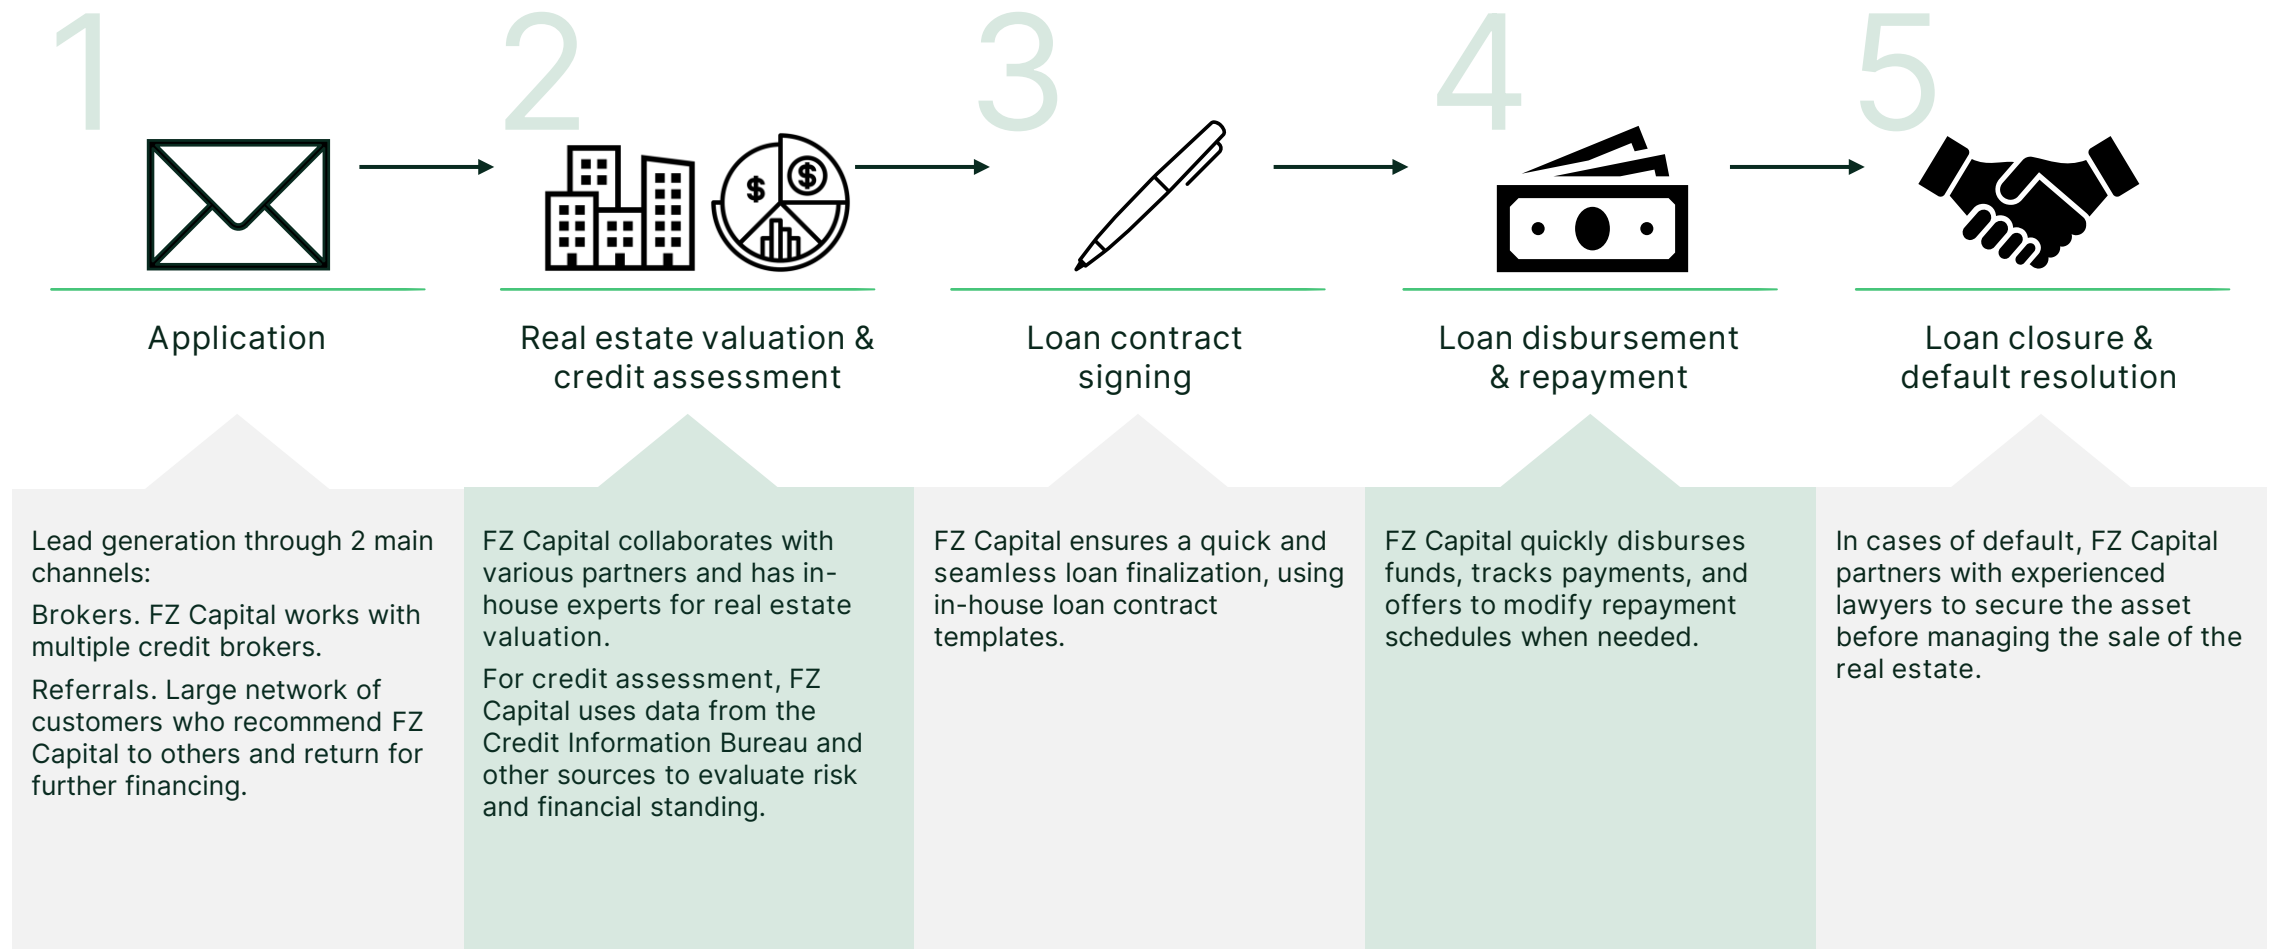 1
Application
Lead generation through 2 main
channels:
Brokers. FZ Capital works with
multiple credit brokers.
Referrals. Large network of
customers who recommend FZ
Capital to others and return for
further financing.
2
$ $
Real estate valuation &
credit assessment
FZ Capital collaborates with
various partners and has in-
house experts for real estate
valuation.
For credit assessment, FZ
Capital uses data from the
Credit Information Bureau and
other sources to evaluate risk
and financial standing.
3
Loan contract
signing
FZ Capital ensures a quick and
seamless loan finalization, using
in-house loan contract
templates.
4
Loan disbursement
& repayment
FZ Capital quickly disburses
funds, tracks payments, and
offers to modify repayment
schedules when needed.
5
Loan closure &
default resolution
In cases of default, FZ Capital
partners with experienced
lawyers to secure the asset
before managing the sale of the
real estate.